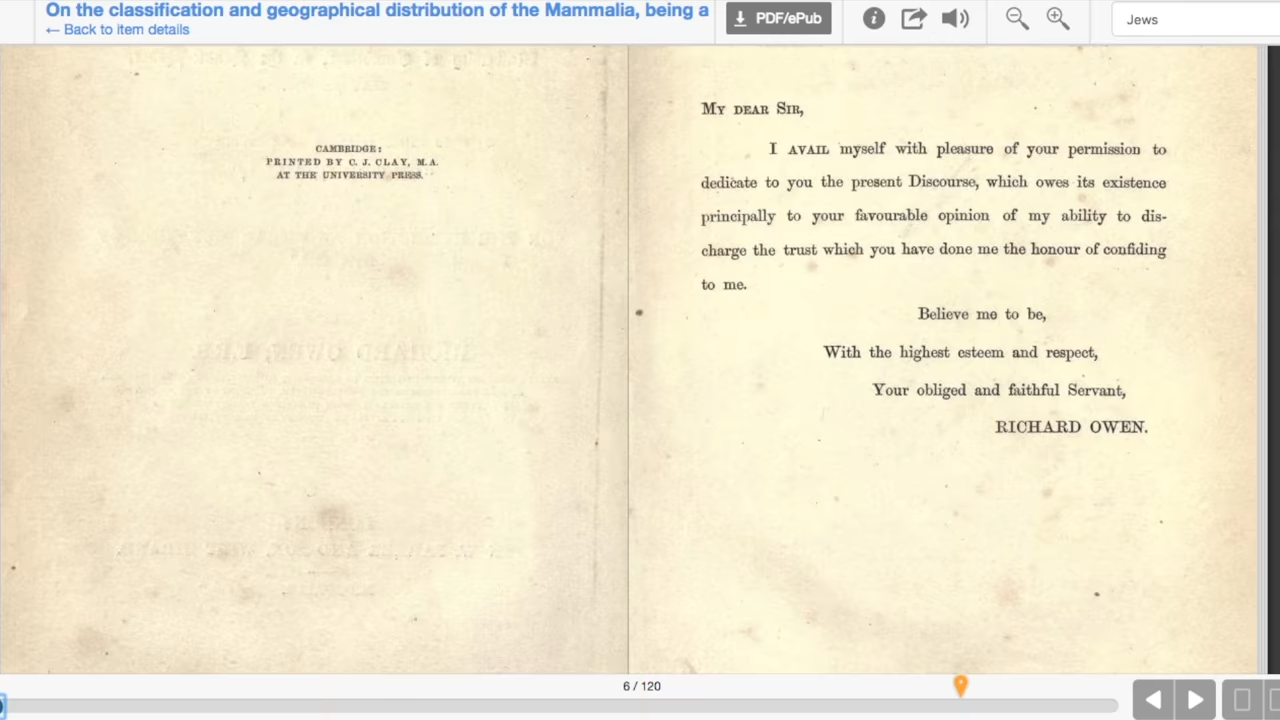 On the classification and geographical distribution of the Mammalia, being a
← Back to item details
PDF/ePub
Jews
CAMBRIDGE:
PRINTED BY C. J. CLAY, M.A.
AT THE UNIVERSITY PRESS.
MY DEAR SIR,
I AVAIL myself with pleasure of your permission to
dedicate to you the present Discourse, which owes its existence
principally to your favourable opinion of my ability to dis-
charge the trust which you have done me the honour of confiding
to me.
Believe me to be,
With the highest esteem and respect,
Your obliged and faithful Servant,
RICHARD OWEN.
6 / 120